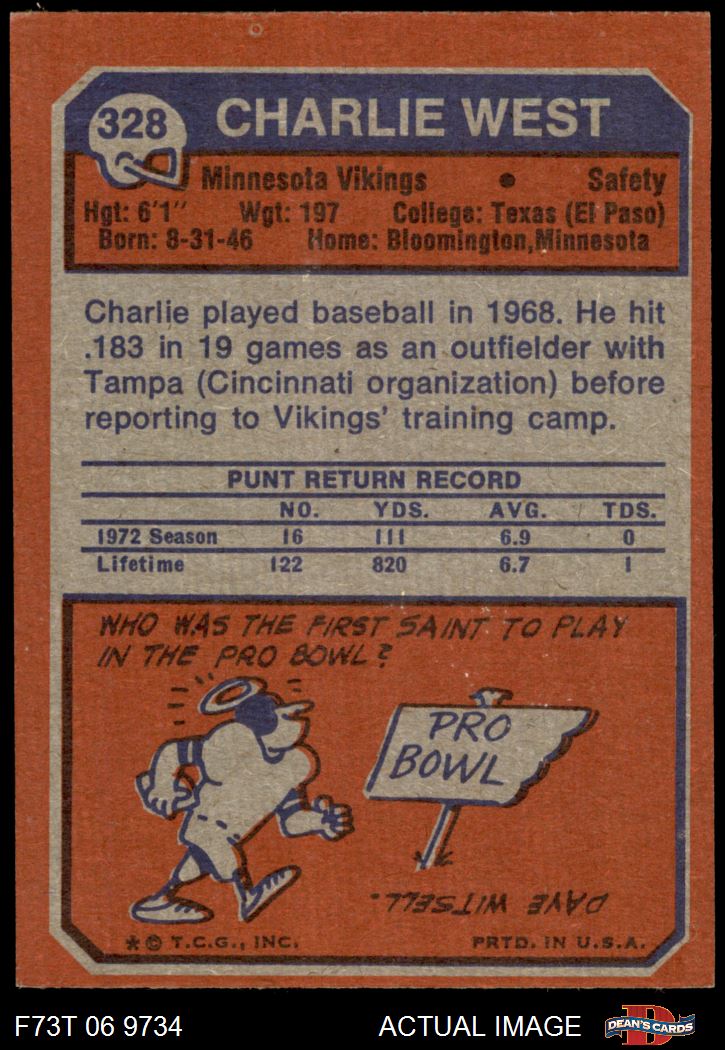 328 CHARLIE WEST
Minnesota Vikings • Safety
Hgt: 6'1" Wgt: 197 College: Texas (El Paso)
Born: 8-31-46 Home: Bloomington, Minnesota
Charlie played baseball in 1968. He hit
.183 in 19 games as an outfielder with
Tampa (Cincinnati organization) before
reporting to Vikings' training camp.
PUNT RETURN RECORD
NO. YDS. AVG. TDS.
1972 Season 16 111 6.9 0
Lifetime 122 820 6.7 1
WHO WAS THE FIRST SAINT TO PLAY
IN THE PRO BOWL?
PRO
BOWL
DAVE WITSELL.
* © T.C.G., INC. PRTD. IN U.S.A.
F73T 06 9734 ACTUAL IMAGE
D
DEAN'S CARDS